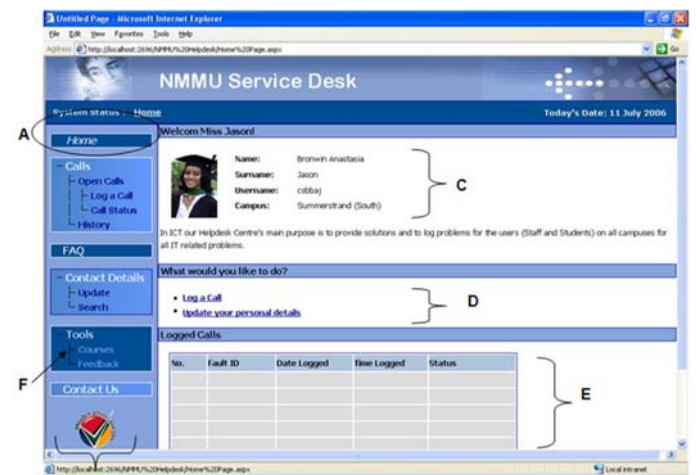 Untitled Page - Microsoft Internet Explorer
File Edit View Favorites Tools Help
Address http://localhost:2696/NMMU%20Helpdesk/Home%20Page.aspx Go
NMMU Service Desk
System Status : Home Today's Date: 11 July 2006
A
Home
Calls
Open Calls
Log a Call
Call Status
History
FAQ
Contact Details
Update
Search
Tools
Courses
Feedback
F
Contact Us
Welcom Miss Jason!
Name: Bronwin Anastasia
Surname: Jason
Username: csbbaj
Campus: Summerstrand (South)
C
In ICT our Helpdesk Centre's main purpose is to provide solutions and to log problems for the users (Staff and Students) on all campuses for
all IT related problems.
What would you like to do?
• Log a Call
• Update your personal details
D
Logged Calls
No. Fault ID Date Logged Time Logged Status
E
http://localhost:2696/NMMU%20Helpdesk/Home%20Page.aspx Local intranet